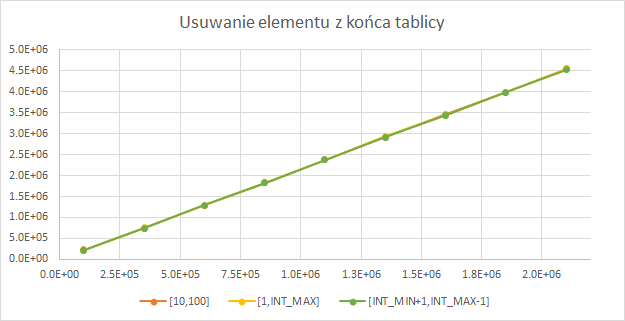 Usuwanie elementu z końca tablicy
5.0E+06
4.5E+06
4.0E+06
3.5E+06
3.0E+06
2.5E+06
2.0E+06
1.5E+06
1.0E+06
5.0E+05
0.0E+00
0.0E+00 2.5E+05 5.0E+05 7.5E+05 1.0E+06 1.3E+06 1.5E+06 1.8E+06 2.0E+06
[10,100] [1,INT_MAX] [INT_MIN+1,INT_MAX-1]